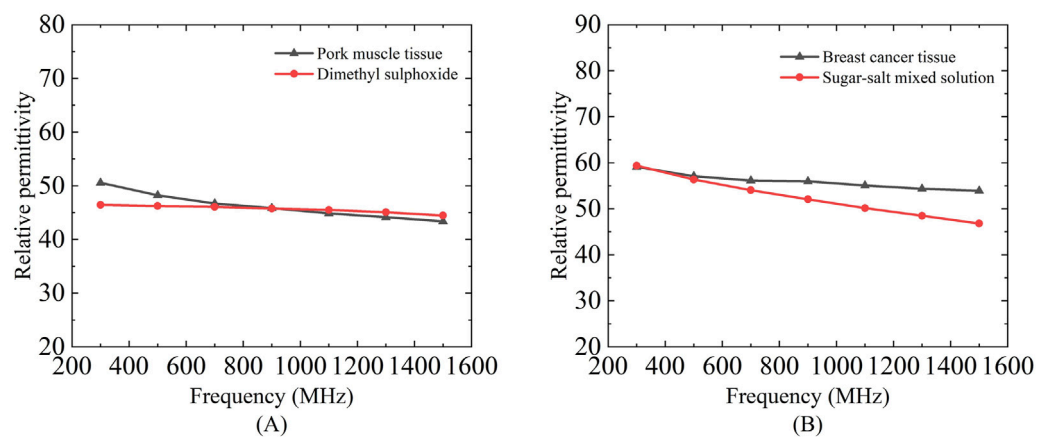 80
70
60
50
40
30
20
200 400 600 800 1000 1200 1400 1600
Relative permittivity
Frequency (MHz)
Pork muscle tissue
Dimethyl sulphoxide
(A)
90
80
70
60
50
40
30
20
200 400 600 800 1000 1200 1400 1600
Relative permittivity
Frequency (MHz)
Breast cancer tissue
Sugar-salt mixed solution
(B)